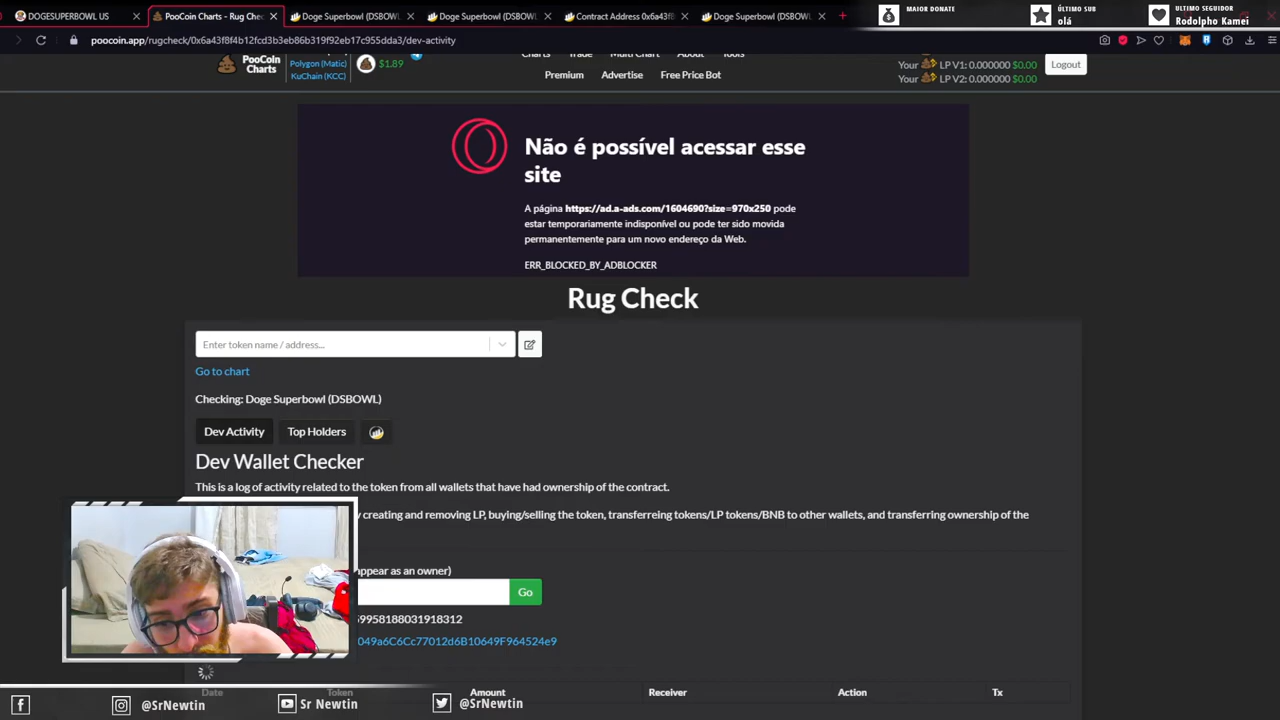 DOGESUPERBOWL US
PooCoin Charts - Rug Chec
Doge Superbowl (DSBOWL
Doge Superbowl (DSBOWL
Contract Address 0x6a43f
Doge Superbowl (DSBOWL
MAIOR DONATE
ÚLTIMO SUB
olá
ÚLTIMO SEGUIDOR
Rodolpho Kamei
poocoin.app/rugcheck/0x6a43f8f4b12fcd3b3eb86b319f92eb17c955dda3/dev-activity
PooCoin
Charts
Polygon (Matic)
KuChain (KCC)
$1.89
Charts
Trade
Multi Chart
About
Tools
Premium
Advertise
Free Price Bot
Your LP V1: 0.000000 $0.00
Your LP V2: 0.000000 $0.00
Logout
Não é possível acessar esse
site
A página https://ad.a-ads.com/1604690?size=970x250 pode
estar temporariamente indisponível ou pode ter sido movida
permanentemente para um novo endereço da Web.
ERR_BLOCKED_BY_ADBLOCKER
Rug Check
Enter token name / address...
Go to chart
Checking: Doge Superbowl (DSBOWL)
Dev Activity
Top Holders
Dev Wallet Checker
This is a log of activity related to the token from all wallets that have had ownership of the contract.
creating and removing LP, buying/selling the token, transferreing tokens/LP tokens/BNB to other wallets, and transferring ownership of the
appear as an owner)
Go
9958188031918312
049a6C6Cc77012d6B10649F964524e9
Date
Token
Amount
Receiver
Action
Tx
@SrNewtin
Sr Newtin
@SrNewtin